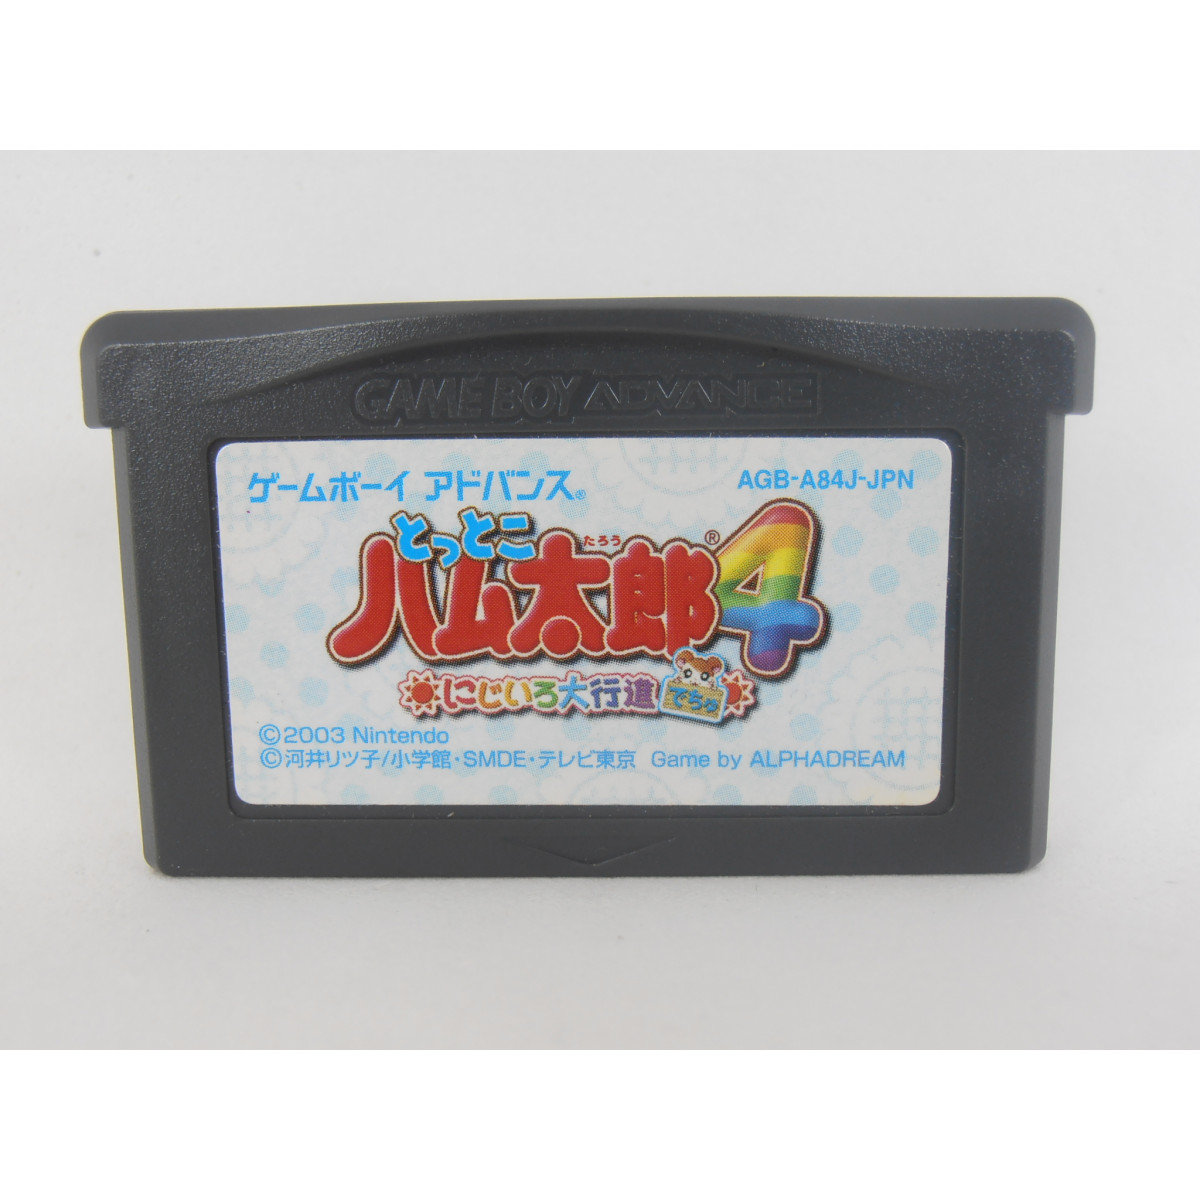 GAME BOY ADVANCE
ゲームボーイ アドバンス®
AGB-A84J-JPN
とっとこ
ハム太郎®4
たろう
にじいろ大行進でちゅ
©2003 Nintendo
©河井リツ子/小学館・SMDE・テレビ東京 Game by ALPHADREAM